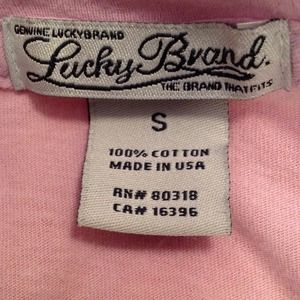 GENUINE LUCKYBRAND
Lucky Brand.
THE BRAND THAT FITS
S
100% COTTON
MADE IN USA
RN# 80318
CA# 16396